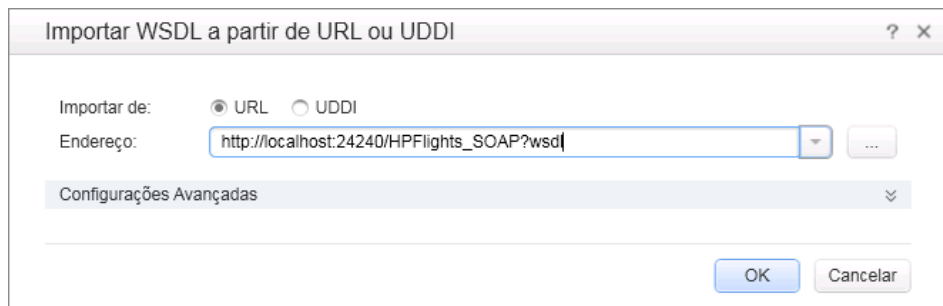 Importar WSDL a partir de URL ou UDDI ? ×
Importar de: URL UDDI
Endereço: http://localhost:24240/HPFlights_SOAP?wsdl ...
Configurações Avançadas
OK Cancelar